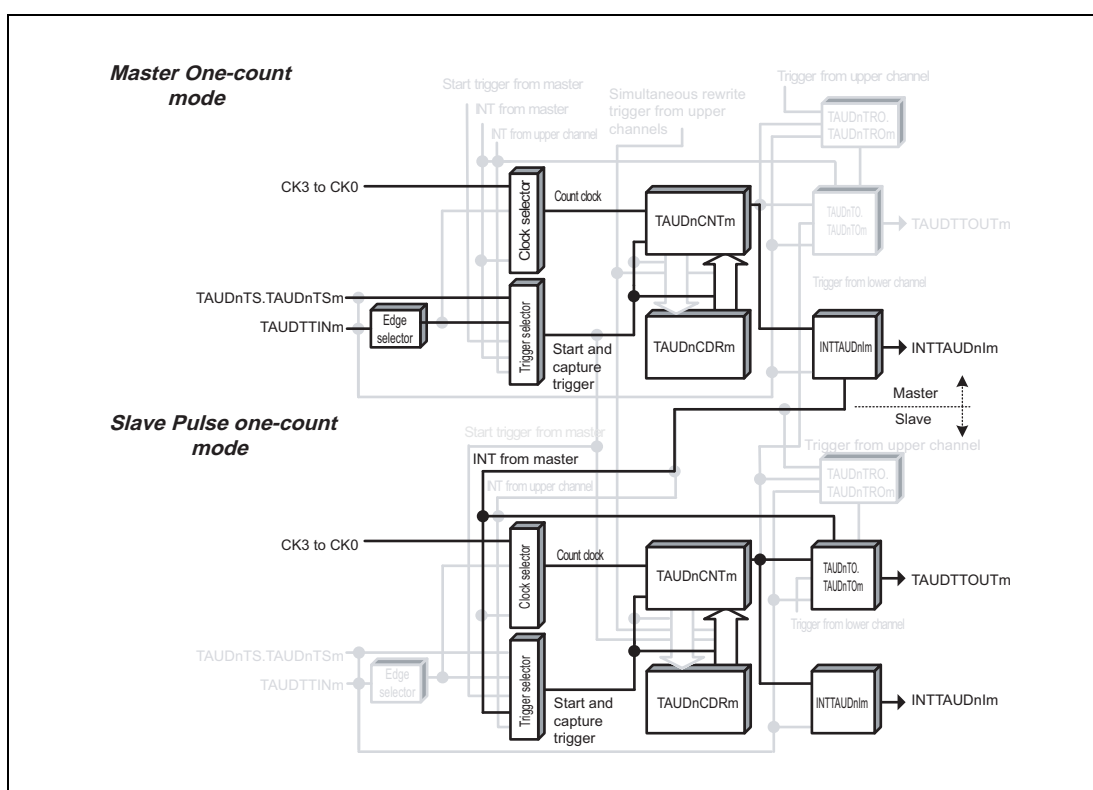 Master One-count
mode
Start trigger from master
INT from master
INT from upper channel
Simultaneous rewrite
trigger from upper
channels
Trigger from upper channel
TAUDnTRO.
TAUDnTROm
CK3 to CK0
Clock selector
Count clock
TAUDnCNTm
TAUDnTO.
TAUDnTOm
TAUDTTOUTm
Trigger from lower channel
TAUDnTS.TAUDnTSm
TAUDTTINm
Edge
selector
Trigger selector
Start and
capture
trigger
TAUDnCDRm
INTTAUDnIm
INTTAUDnIm
Master
Slave
Slave Pulse one-count
mode
Start trigger from master
INT from master
INT from upper channel
Trigger from upper channel
TAUDnTRO.
TAUDnTROm
CK3 to CK0
Clock selector
Count clock
TAUDnCNTm
TAUDnTO.
TAUDnTOm
TAUDTTOUTm
Trigger from lower channel
TAUDnTS.TAUDnTSm
TAUDTTINm
Edge
selector
Trigger selector
Start and
capture
trigger
TAUDnCDRm
INTTAUDnIm
INTTAUDnIm